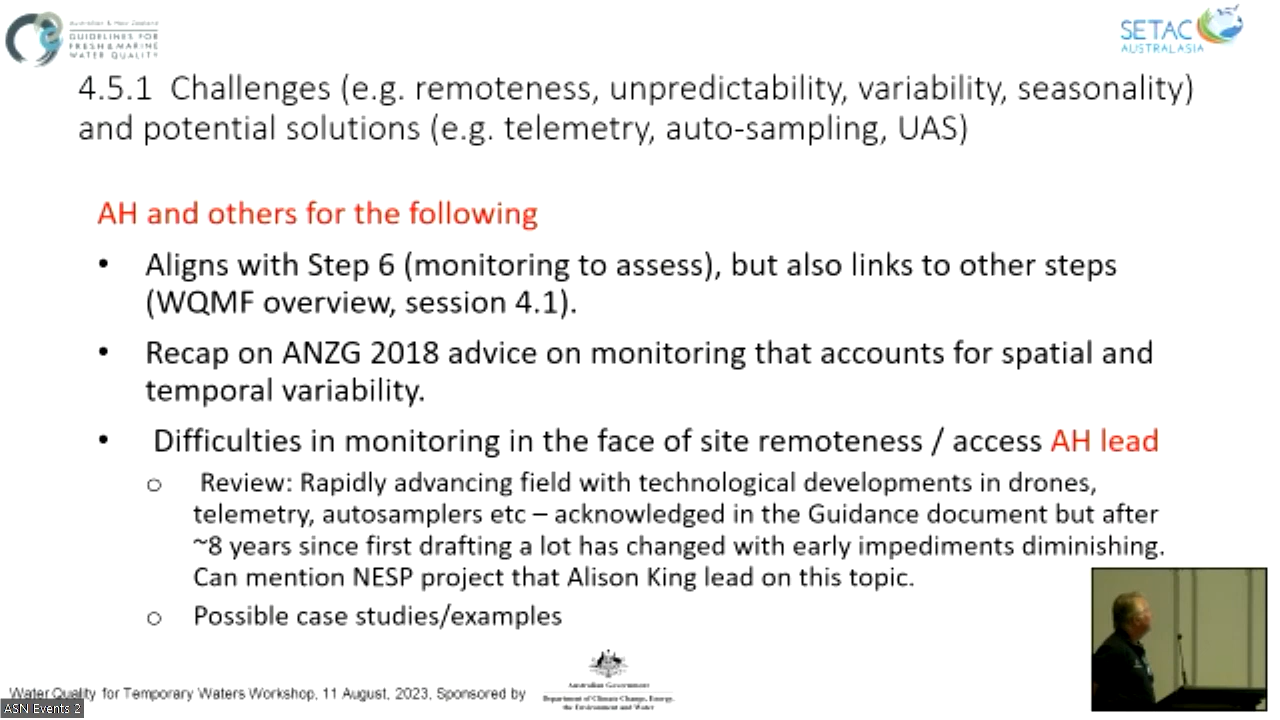 Australian & New Zealand
GUIDELINES FOR
FRESH & MARINE
WATER QUALITY
SETAC
AUSTRALASIA
4.5.1  Challenges (e.g. remoteness, unpredictability, variability, seasonality)
and potential solutions (e.g. telemetry, auto-sampling, UAS)
AH and others for the following
• Aligns with Step 6 (monitoring to assess), but also links to other steps
(WQMF overview, session 4.1).
• Recap on ANZG 2018 advice on monitoring that accounts for spatial and
temporal variability.
• Difficulties in monitoring in the face of site remoteness / access AH lead
o Review: Rapidly advancing field with technological developments in drones,
telemetry, autosamplers etc – acknowledged in the Guidance document but after
~8 years since first drafting a lot has changed with early impediments diminishing.
Can mention NESP project that Alison King lead on this topic.
o Possible case studies/examples
Water Quality for Temporary Waters Workshop, 11 August, 2023, Sponsored by
Australian Government
Department of Climate Change, Energy,
the Environment and Water
ASN Events 2